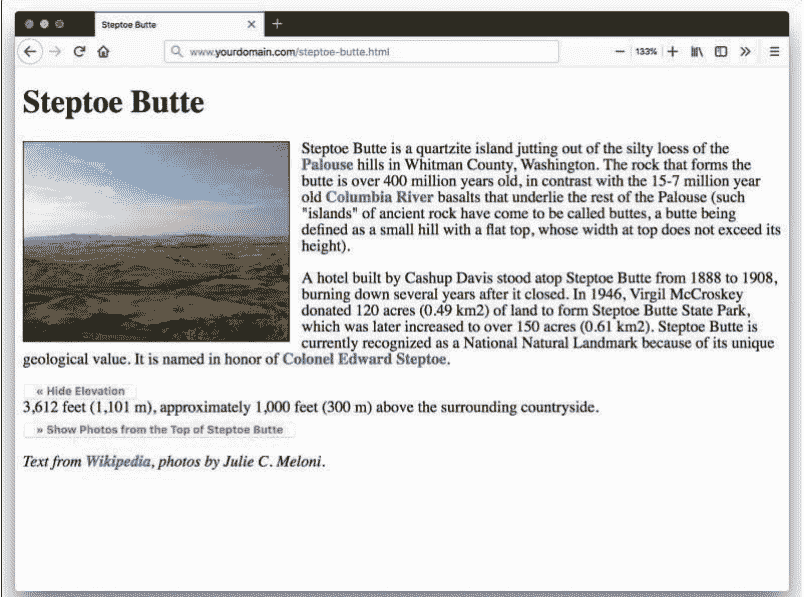 Steptoe Butte
www.yourdomain.com/steptoe-butte.html
133%
Steptoe Butte
Steptoe Butte is a quartzite island jutting out of the silty loess of the
Palouse hills in Whitman County, Washington. The rock that forms the
butte is over 400 million years old, in contrast with the 15-7 million year
old Columbia River basalts that underlie the rest of the Palouse (such
"islands" of ancient rock have come to be called buttes, a butte being
defined as a small hill with a flat top, whose width at top does not exceed its
height).
A hotel built by Cashup Davis stood atop Steptoe Butte from 1888 to 1908,
burning down several years after it closed. In 1946, Virgil McCroskey
donated 120 acres (0.49 km2) of land to form Steptoe Butte State Park,
which was later increased to over 150 acres (0.61 km2). Steptoe Butte is
currently recognized as a National Natural Landmark because of its unique
geological value. It is named in honor of Colonel Edward Steptoe.
« Hide Elevation
3,612 feet (1,101 m), approximately 1,000 feet (300 m) above the surrounding countryside.
» Show Photos from the Top of Steptoe Butte
Text from Wikipedia, photos by Julie C. Meloni.